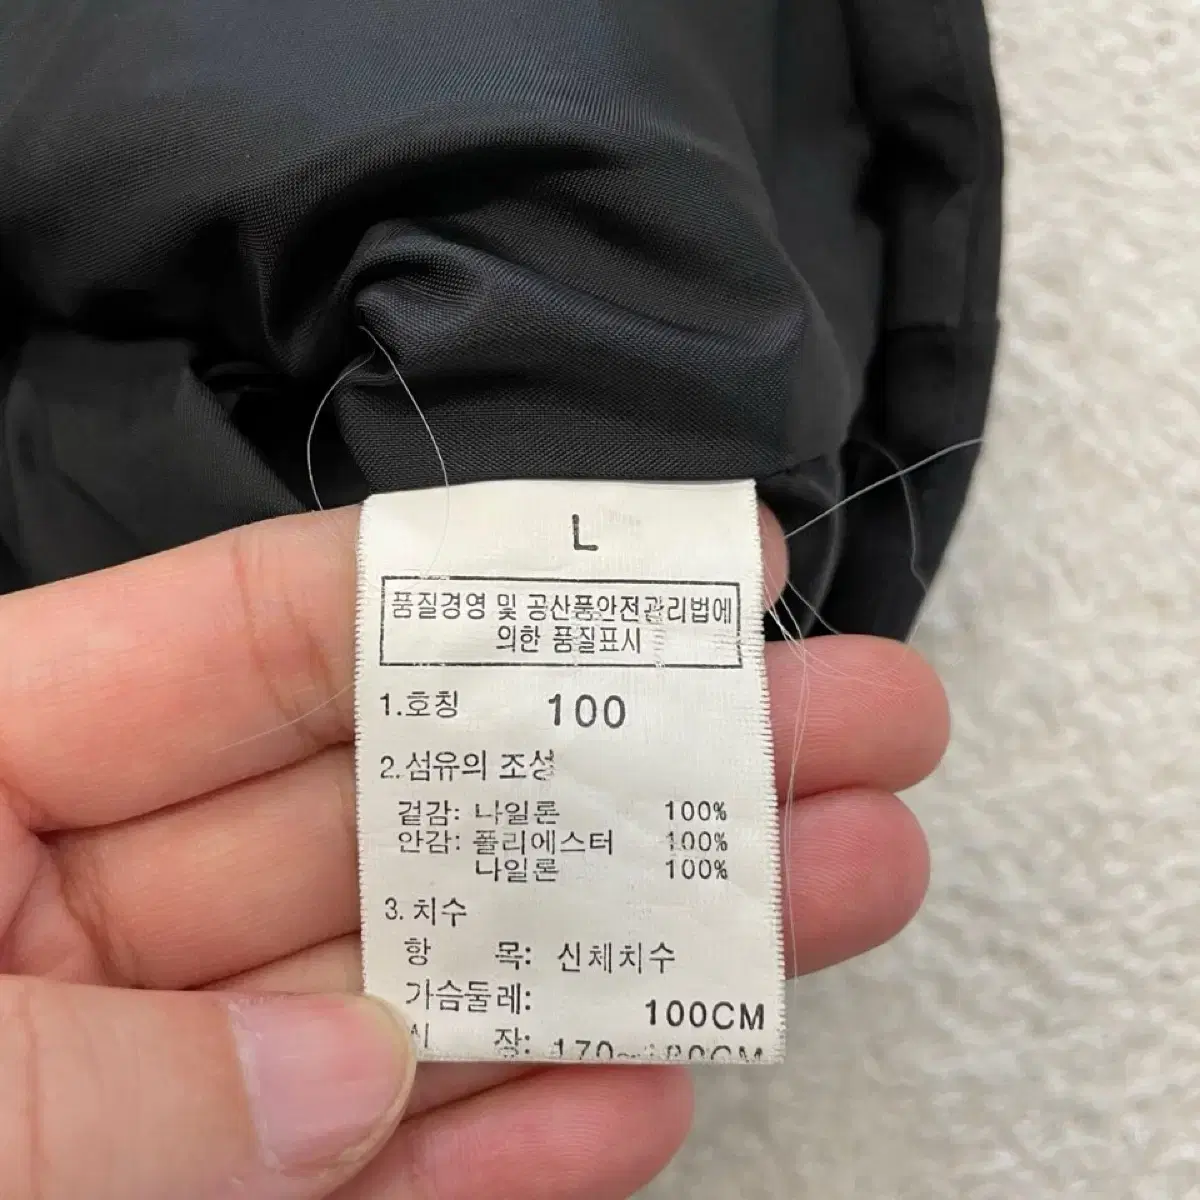 L
품질경영 및 공산품안전관리법에
의한 품질표시
1.호칭 100
2.섬유의 조성
겉감: 나일론 100%
안감: 폴리에스터 100%
나일론 100%
3.치수
항 목: 신체치수
가슴둘레: 100CM
장: 170~180CM